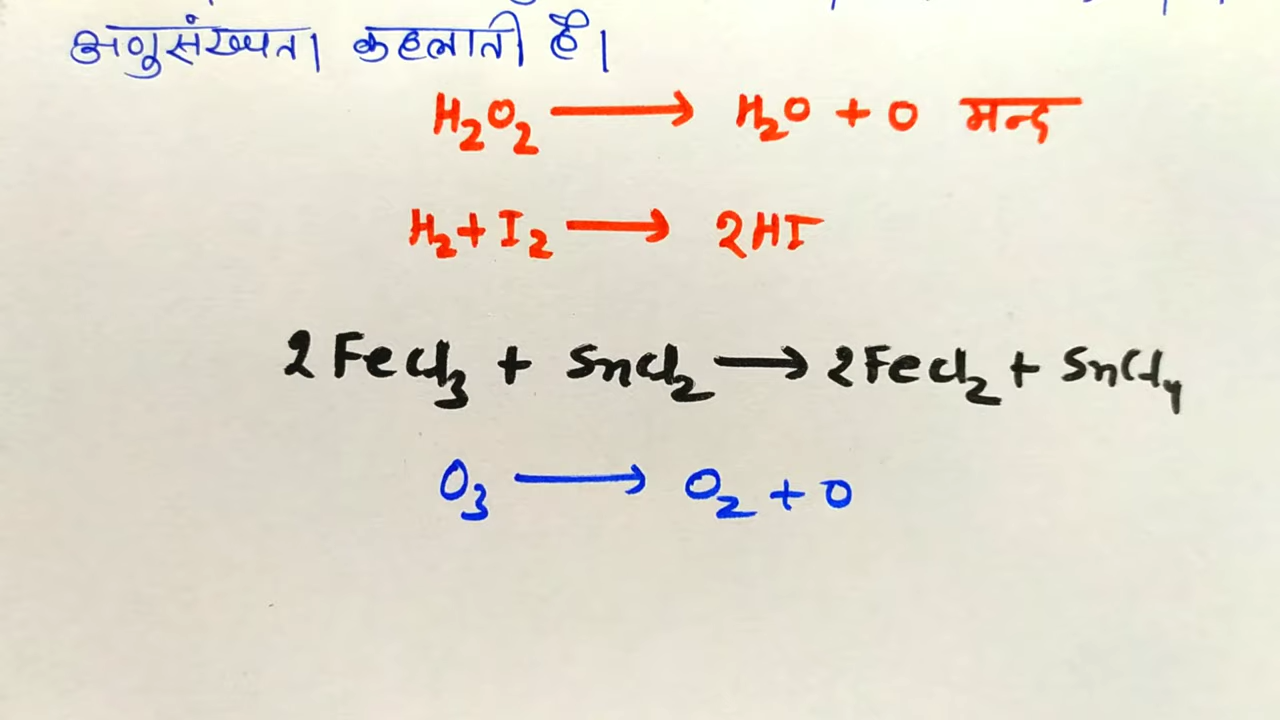 अणुसंख्यता कहलाती है।
H₂O₂ ⟶ H₂O + O मन्द
H₂ + I₂ ⟶ 2HI
2FeCl₃ + SnCl₂ ⟶ 2FeCl₂ + SnCl₄
O₃ ⟶ O₂ + O